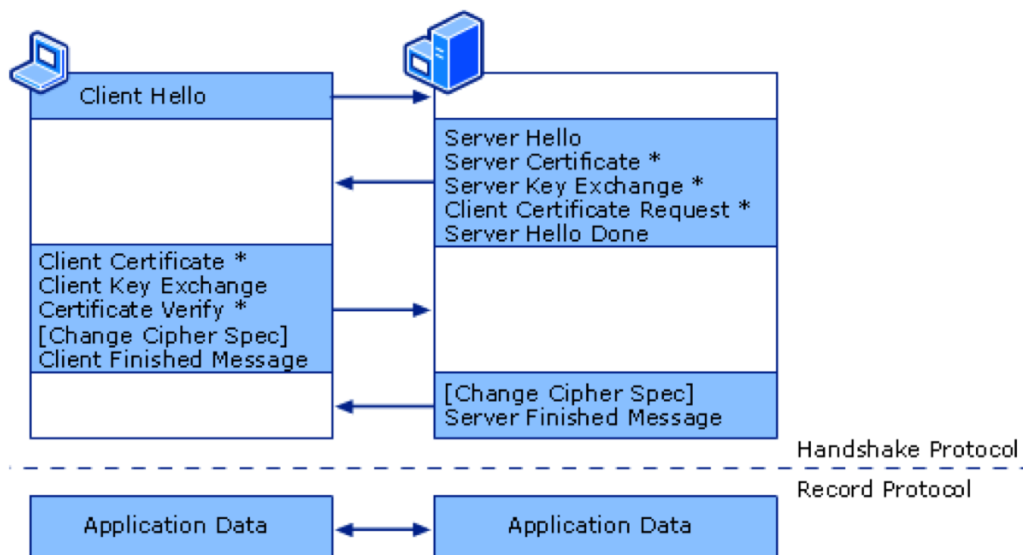 Client Hello
Server Hello
Server Certificate *
Server Key Exchange *
Client Certificate Request *
Server Hello Done
Client Certificate *
Client Key Exchange
Certificate Verify *
[Change Cipher Spec]
Client Finished Message
[Change Cipher Spec]
Server Finished Message
Handshake Protocol
Record Protocol
Application Data
Application Data